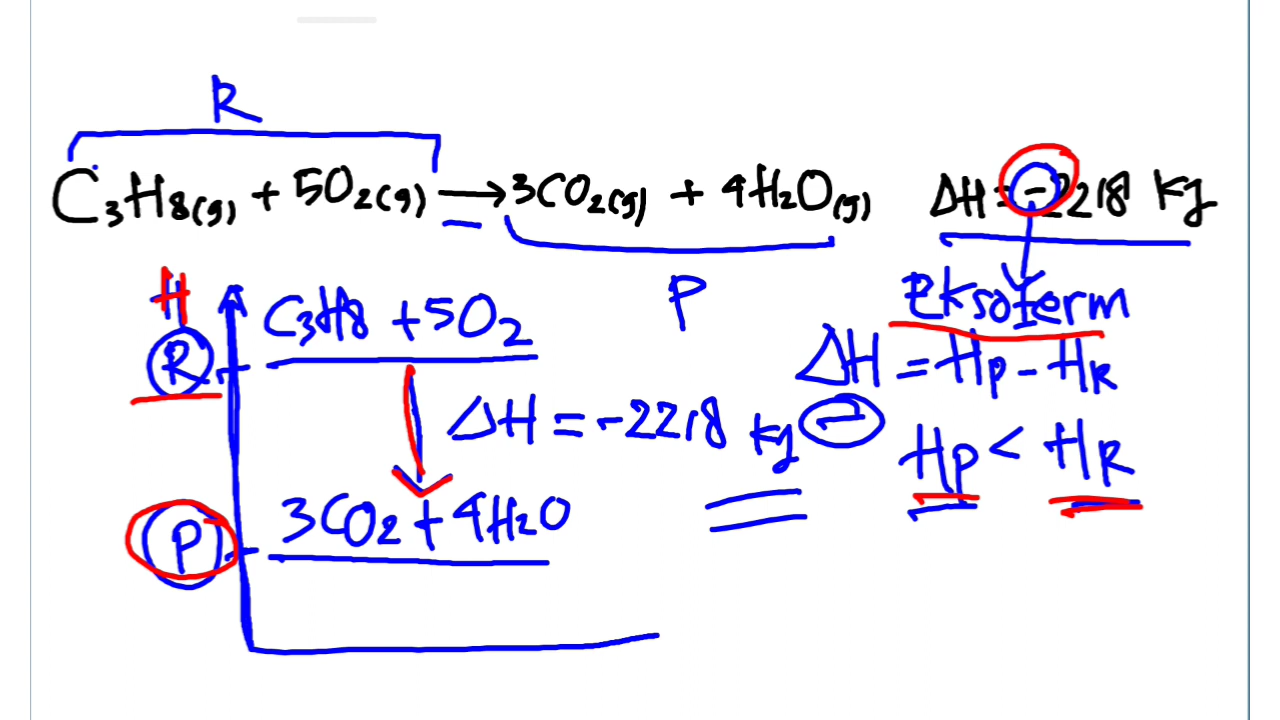 R
C₃H₈(g) + 5O₂(g) → 3CO₂(g) + 4H₂O(g) ΔH = -2218 kJ
P
Eksoterm
H
C₃H₈ + 5O₂
R
ΔH = Hp - HR
ΔH = -2218 kJ
Hp < HR
3CO₂ + 4H₂O
P